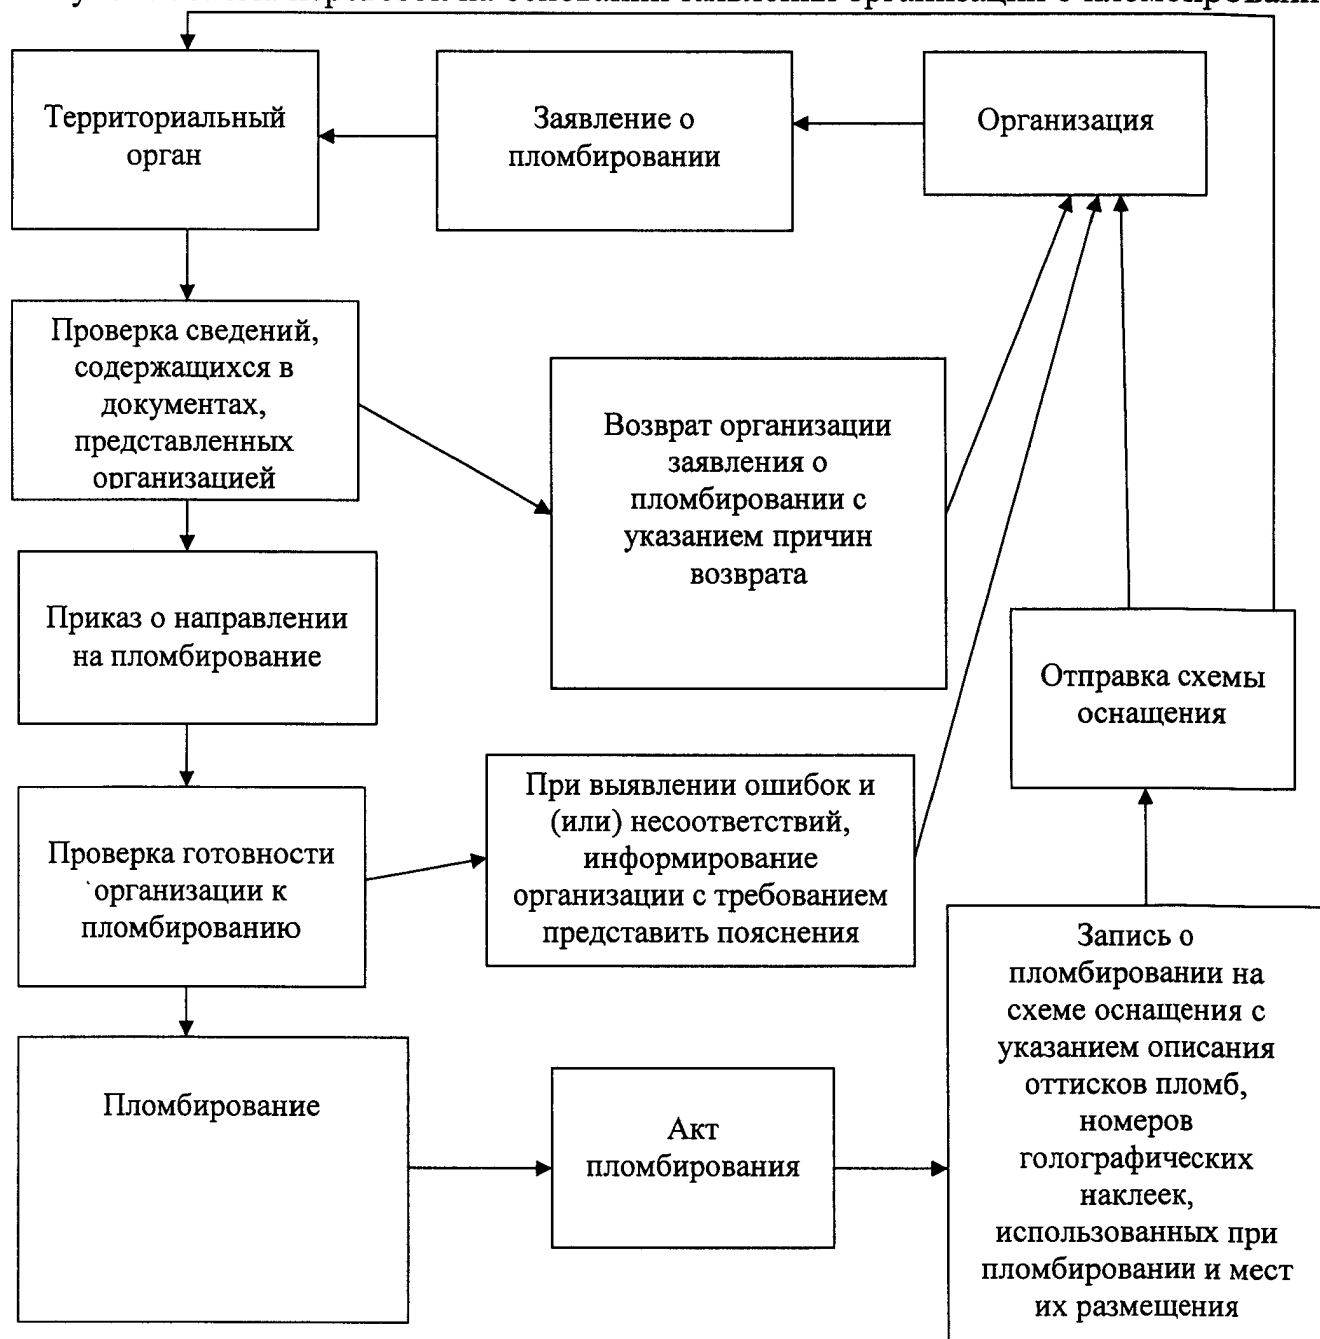 Территориальный
орган
Заявление о
пломбировании
Организация
Проверка сведений,
содержащихся в
документах,
представленных
организацией
Возврат организации
заявления о
пломбировании с
указанием причин
возврата
Приказ о направлении
на пломбирование
Отправка схемы
оснащения
Проверка готовности
организации к
пломбированию
При выявлении ошибок и
(или) несоответствий,
информирование
организации с требованием
представить пояснения
Пломбирование
Акт
пломбирования
Запись о
пломбировании на
схеме оснащения с
указанием описания
оттисков пломб,
номеров
голографических
наклеек,
использованных при
пломбировании и мест
их размещения